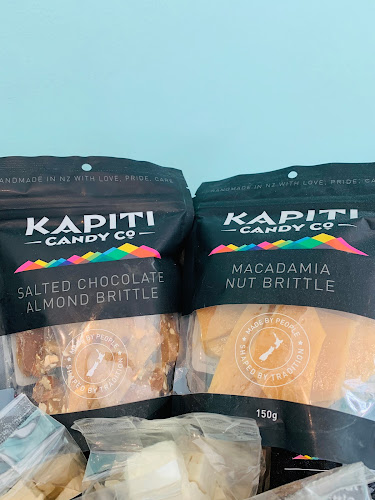 HANDMADE IN NZ WITH LOVE, PRIDE, CARE
KAPITI
CANDY CO
SALTED CHOCOLATE
ALMOND BRITTLE
MADE BY PEOPLE
SHAPED BY TRADITION
HANDMADE IN NZ WITH LOVE, PRIDE, CARE
KAPITI
CANDY CO
MACADAMIA
NUT BRITTLE
MADE BY PEOPLE
SHAPED BY TRADITION
150g